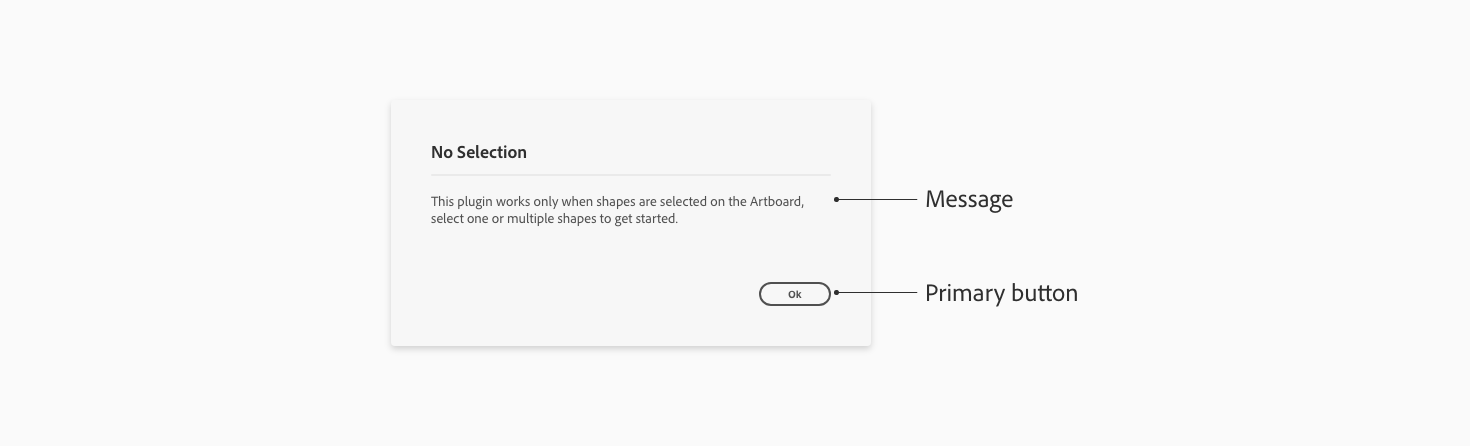 No Selection
This plugin works only when shapes are selected on the Artboard,
select one or multiple shapes to get started.
Message
Ok
Primary button